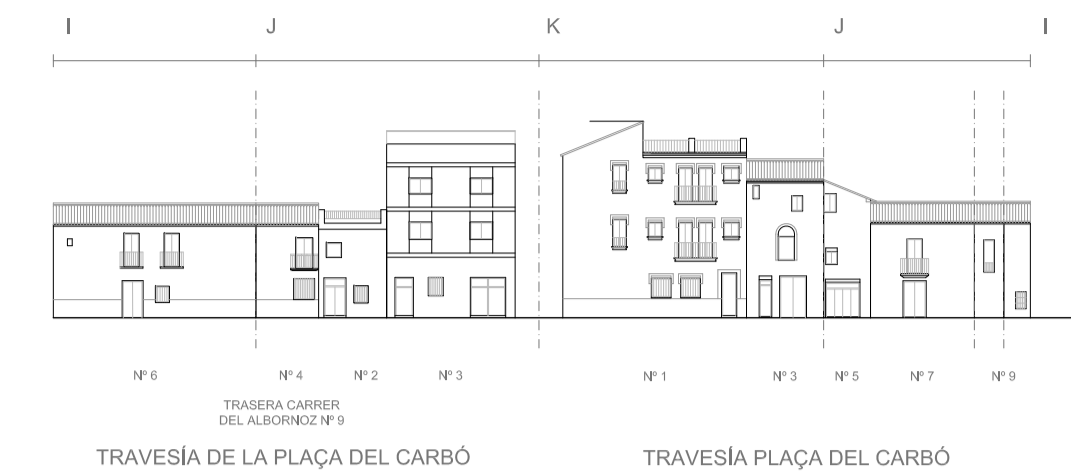 I J K J I
Nº 6 Nº 4 Nº 2 Nº 3 Nº 1 Nº 3 Nº 5 Nº 7 Nº 9
TRASERA CARRER
DEL ALBORNOZ Nº 9
TRAVESÍA DE LA PLAÇA DEL CARBÓ TRAVESÍA PLAÇA DEL CARBÓ